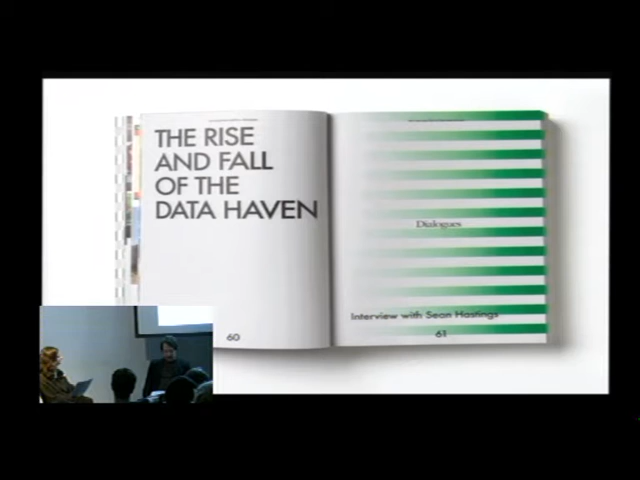 THE RISE
AND FALL
OF THE
DATA HAVEN
60
Dialogues
Interview with Sean Hastings
61